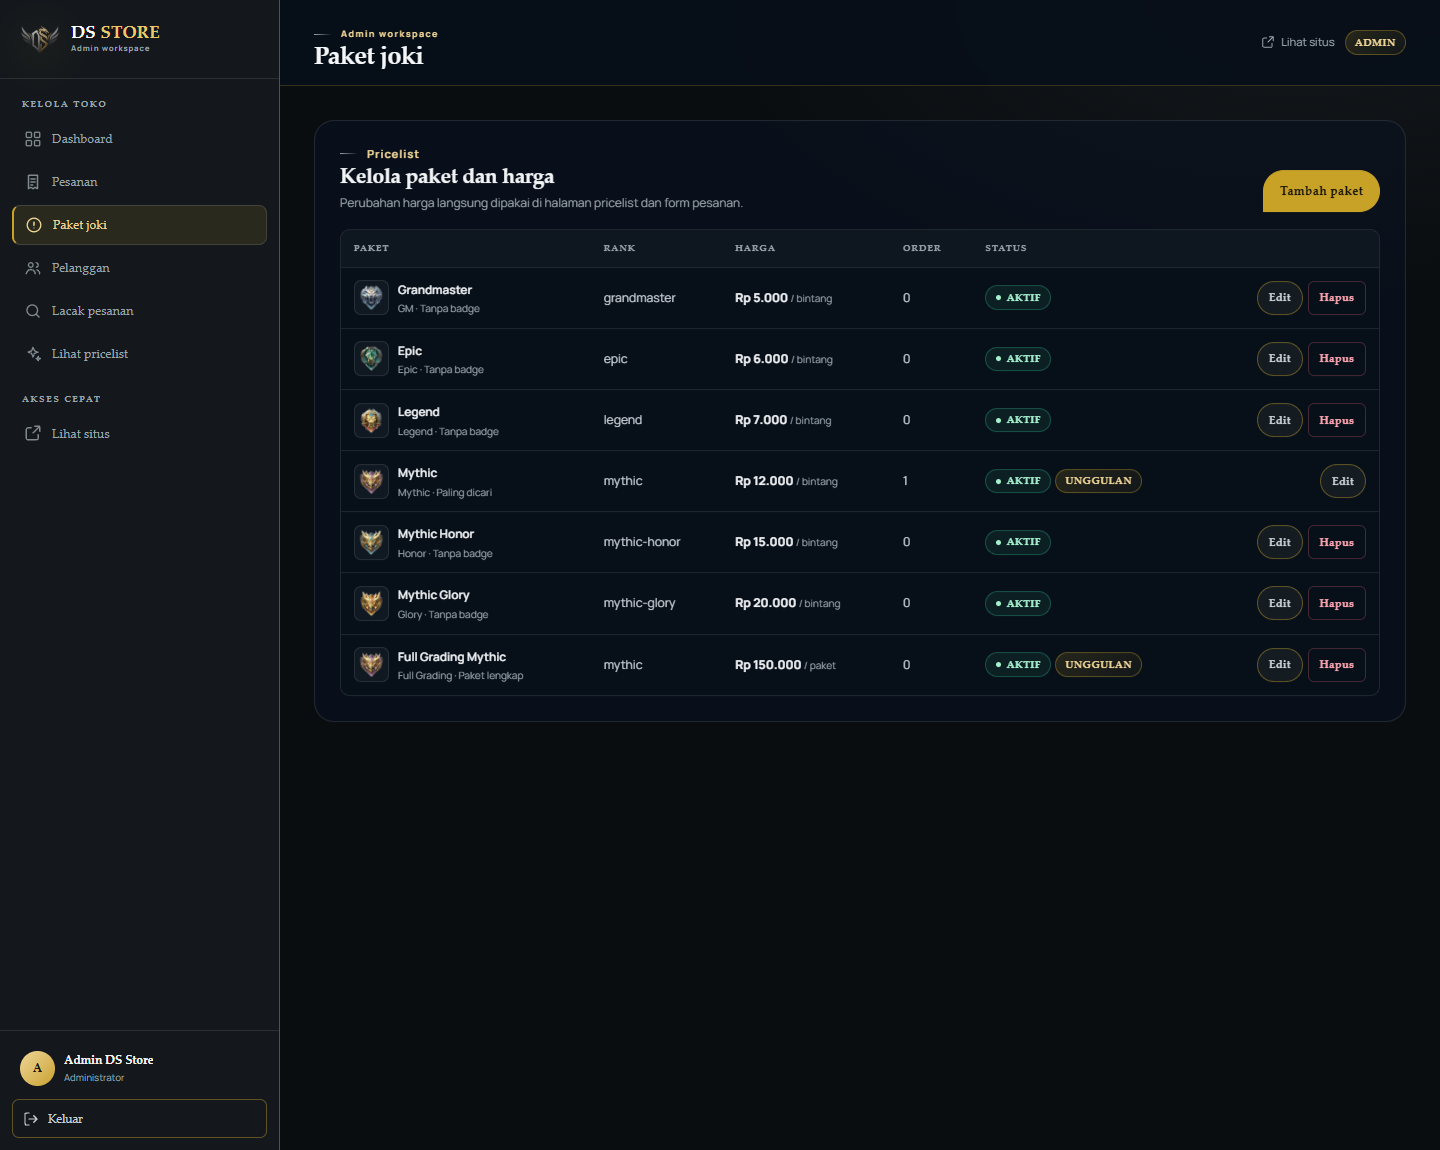 DS STORE
Admin workspace
KELOLA TOKO
Dashboard
Pesanan
Paket joki
Pelanggan
Lacak pesanan
Lihat pricelist
AKSES CEPAT
Lihat situs
A
Admin DS Store
Administrator
Keluar
Admin workspace
Paket joki
Lihat situs
ADMIN
Pricelist
Kelola paket dan harga
Perubahan harga langsung dipakai di halaman pricelist dan form pesanan.
Tambah paket
PAKET RANK HARGA ORDER STATUS
Grandmaster
GM · Tanpa badge
grandmaster Rp 5.000 / bintang 0 AKTIF Edit Hapus
Epic
Epic · Tanpa badge
epic Rp 6.000 / bintang 0 AKTIF Edit Hapus
Legend
Legend · Tanpa badge
legend Rp 7.000 / bintang 0 AKTIF Edit Hapus
Mythic
Mythic · Paling dicari
mythic Rp 12.000 / bintang 1 AKTIF UNGGULAN Edit
Mythic Honor
Honor · Tanpa badge
mythic-honor Rp 15.000 / bintang 0 AKTIF Edit Hapus
Mythic Glory
Glory · Tanpa badge
mythic-glory Rp 20.000 / bintang 0 AKTIF Edit Hapus
Full Grading Mythic
Full Grading · Paket lengkap
mythic Rp 150.000 / paket 0 AKTIF UNGGULAN Edit Hapus